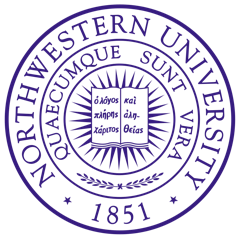 NORTHWESTERN UNIVERSITY
QUAECUMQUE SUNT VERA
ὁ λόγος
πλήρης
χάριτος
καὶ
ἀλη-
θείας
★ 1851 ★